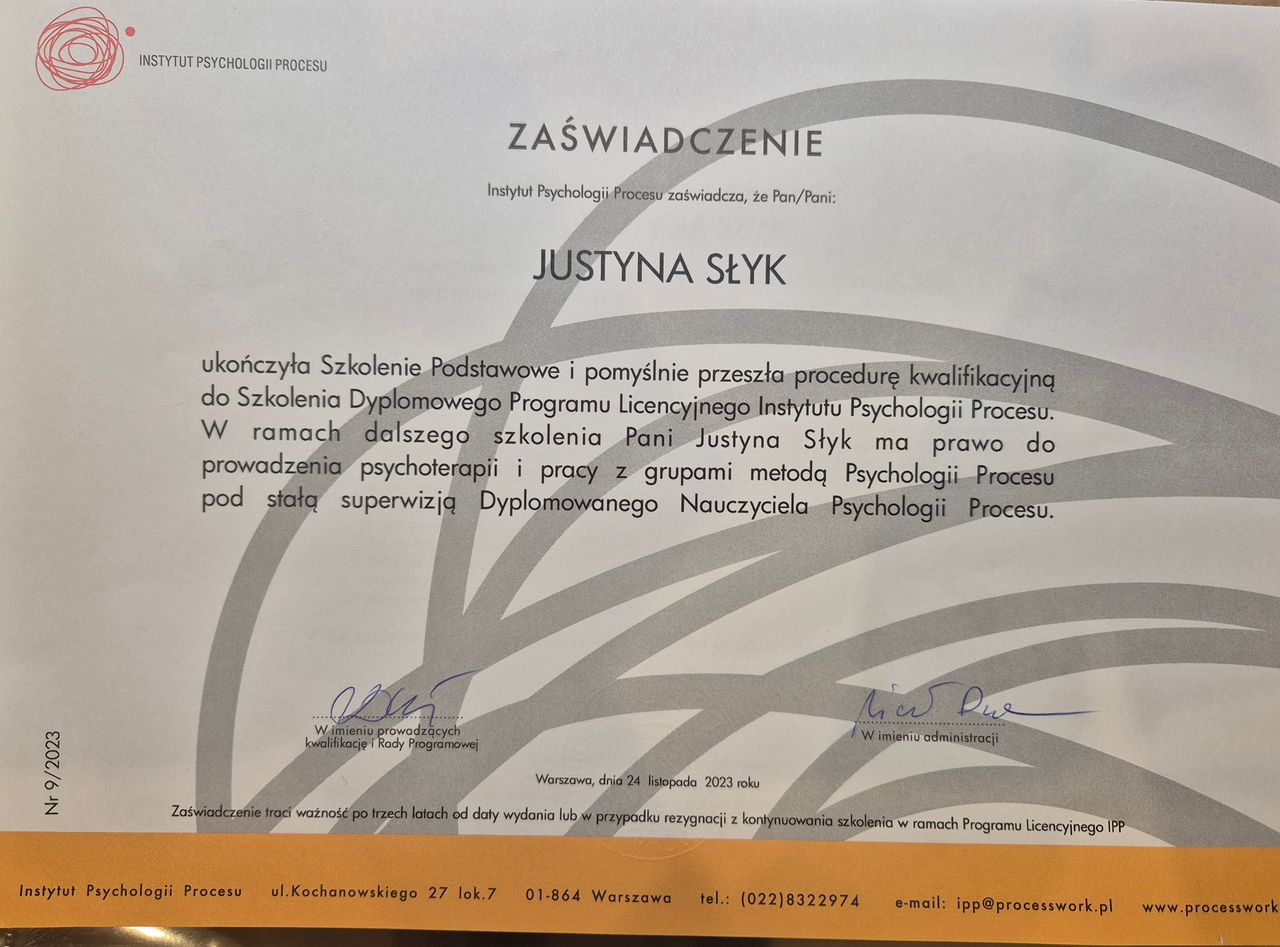 INSTYTUT PSYCHOLOGII PROCESU
ZAŚWIADCZENIE
Instytut Psychologii Procesu zaświadcza, że Pan/Pani:
JUSTYNA SŁYK
ukończyła Szkolenie Podstawowe i pomyślnie przeszła procedurę kwalifikacyjną
do Szkolenia Dyplomowego Programu Licencyjnego Instytutu Psychologii Procesu.
W ramach dalszego szkolenia Pani Justyna Słyk ma prawo do
prowadzenia psychoterapii i pracy z grupami metodą Psychologii Procesu
pod stałą superwizją Dyplomowanego Nauczyciela Psychologii Procesu.
W imieniu prowadzących
kwalifikację i Rady Programowej
W imieniu administracji
Nr 9/2023
Warszawa, dnia 24 listopada 2023 roku
Zaświadczenie traci ważność po trzech latach od daty wydania lub w przypadku rezygnacji z kontynuowania szkolenia w ramach Programu Licencyjnego IPP
Instytut Psychologii Procesu ul.Kochanowskiego 27 lok.7 01-864 Warszawa tel.: (022)8322974 e-mail: ipp@processwork.pl www.processwork